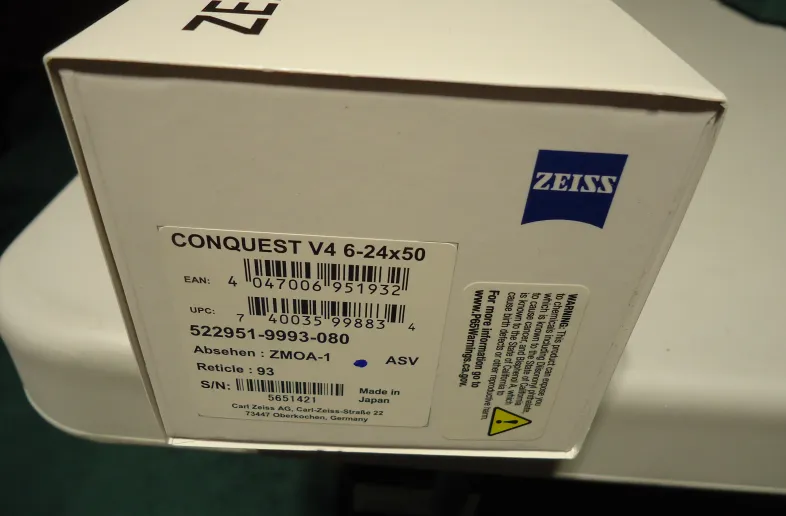 ZE
ZEISS
CONQUEST V4 6-24x50
EAN: 4 047006 951932
UPC: 7 40035 99883 4
522951-9993-080
Absehen : ZMOA-1 ASV
Reticle : 93
S/N: 5651421
Made in
Japan
Carl Zeiss AG, Carl-Zeiss-Straße 22
73447 Oberkochen, Germany
WARNING: This product can expose you
to chemicals including Diisononyl phthalate
which is known to the State of California
to cause cancer, and Bisphenol A, which
is known to the State of California to
cause birth defects or other reproductive harm.
For more information go to
www.P65Warnings.ca.gov.